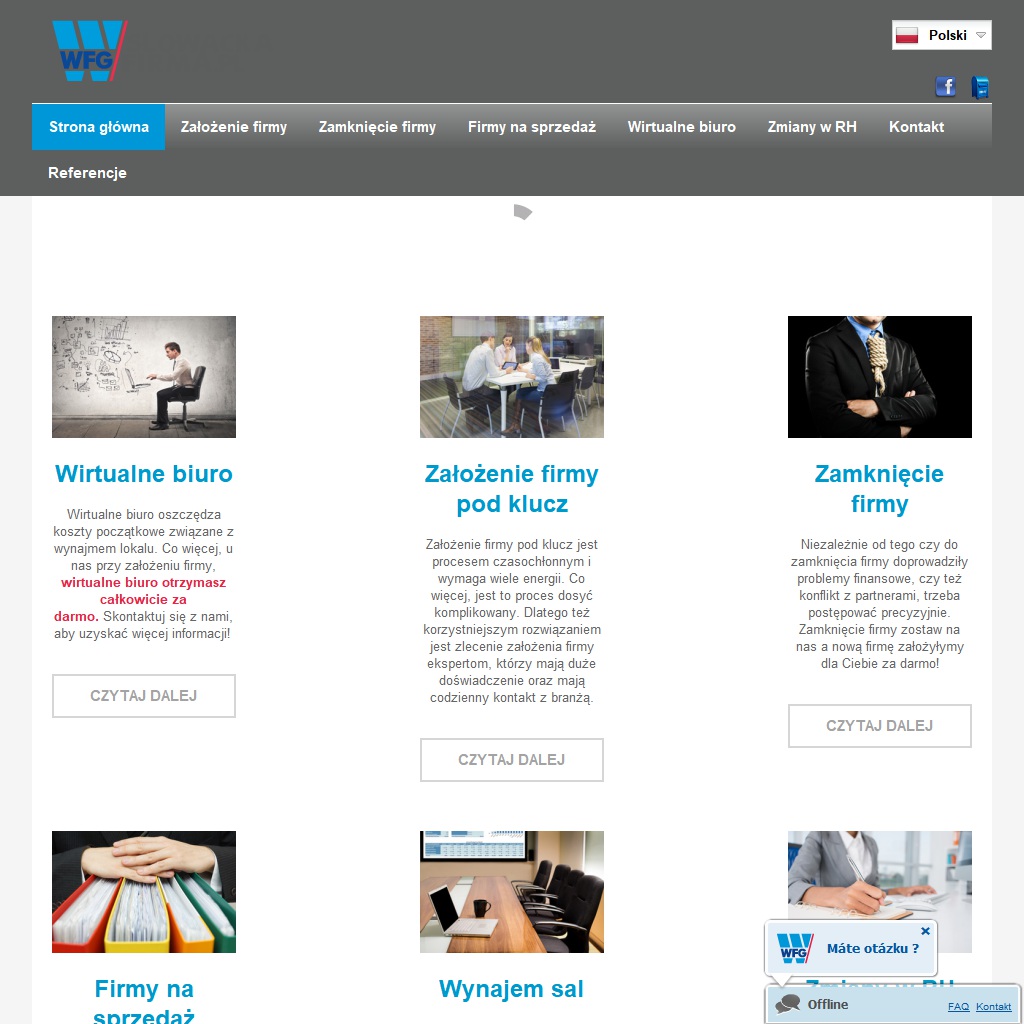 WFG
Polski
Strona główna
Założenie firmy
Zamknięcie firmy
Firmy na sprzedaż
Wirtualne biuro
Zmiany w RH
Kontakt
Referencje
Wirtualne biuro
Wirtualne biuro oszczędza
koszty początkowe związane z
wynajmem lokalu. Co więcej, u
nas przy założeniu firmy,
wirtualne biuro otrzymasz
całkowicie za
darmo. Skontaktuj się z nami,
aby uzyskać więcej informacji!
CZYTAJ DALEJ
Założenie firmy
pod klucz
Założenie firmy pod klucz jest
procesem czasochłonnym i
wymaga wiele energii. Co
więcej, jest to proces dosyć
komplikowany. Dlatego też
korzystniejszym rozwiązaniem
jest zlecenie założenia firmy
ekspertom, którzy mają duże
doświadczenie oraz mają
codzienny kontakt z branżą.
CZYTAJ DALEJ
Zamknięcie
firmy
Niezależnie od tego czy do
zamknięcia firmy doprowadziły
problemy finansowe, czy też
konflikt z partnerami, trzeba
postępować precyzyjnie.
Zamknięcie firmy zostaw na
nas a nową firmę założyłymy
dla Ciebie za darmo!
CZYTAJ DALEJ
Firmy na
sprzedaż
Wynajem sal
Zmiany w RH
WFG
Máte otázku ?
Offline
FAQ Kontakt